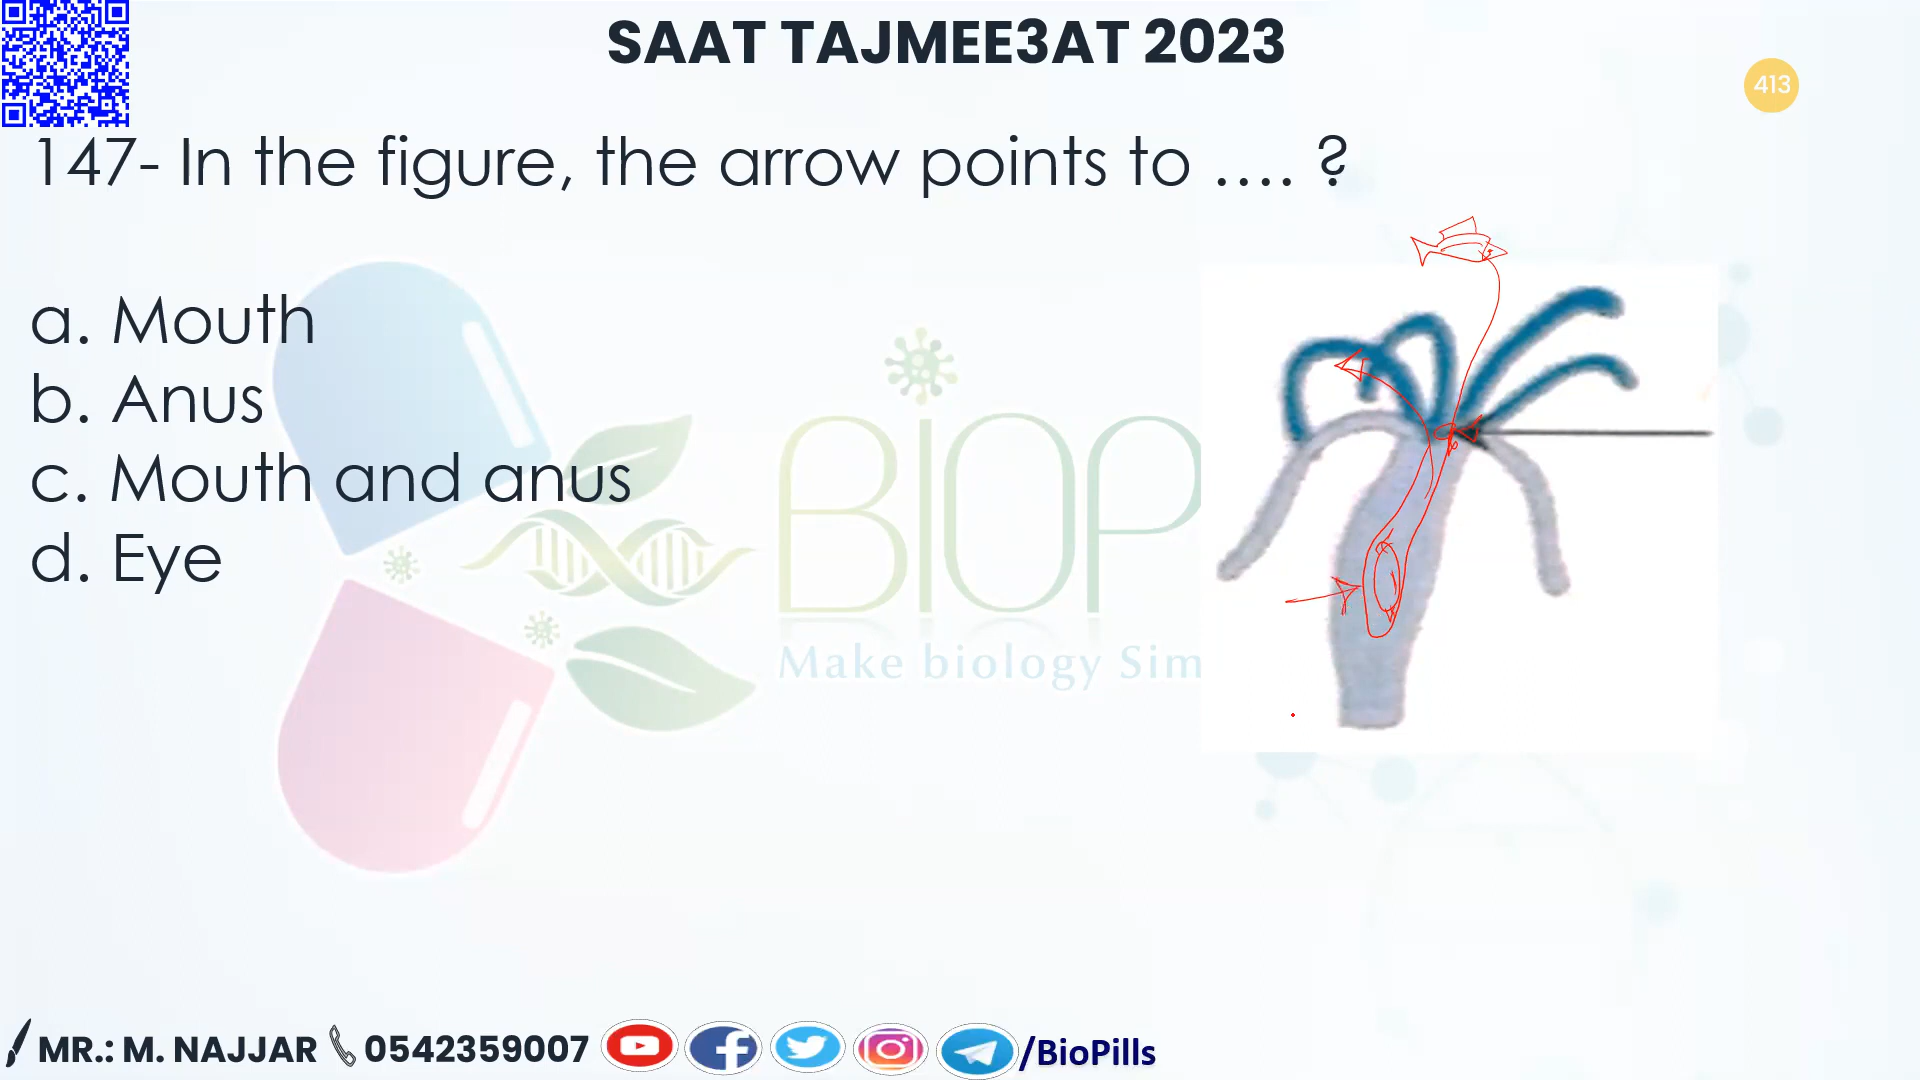 SAAT TAJMEE3AT 2023
413
147- In the figure, the arrow points to .... ?
a. Mouth
b. Anus
c. Mouth and anus
d. Eye
BiOP
Make biology Sim
MR.: M. NAJJAR 0542359007 /BioPills